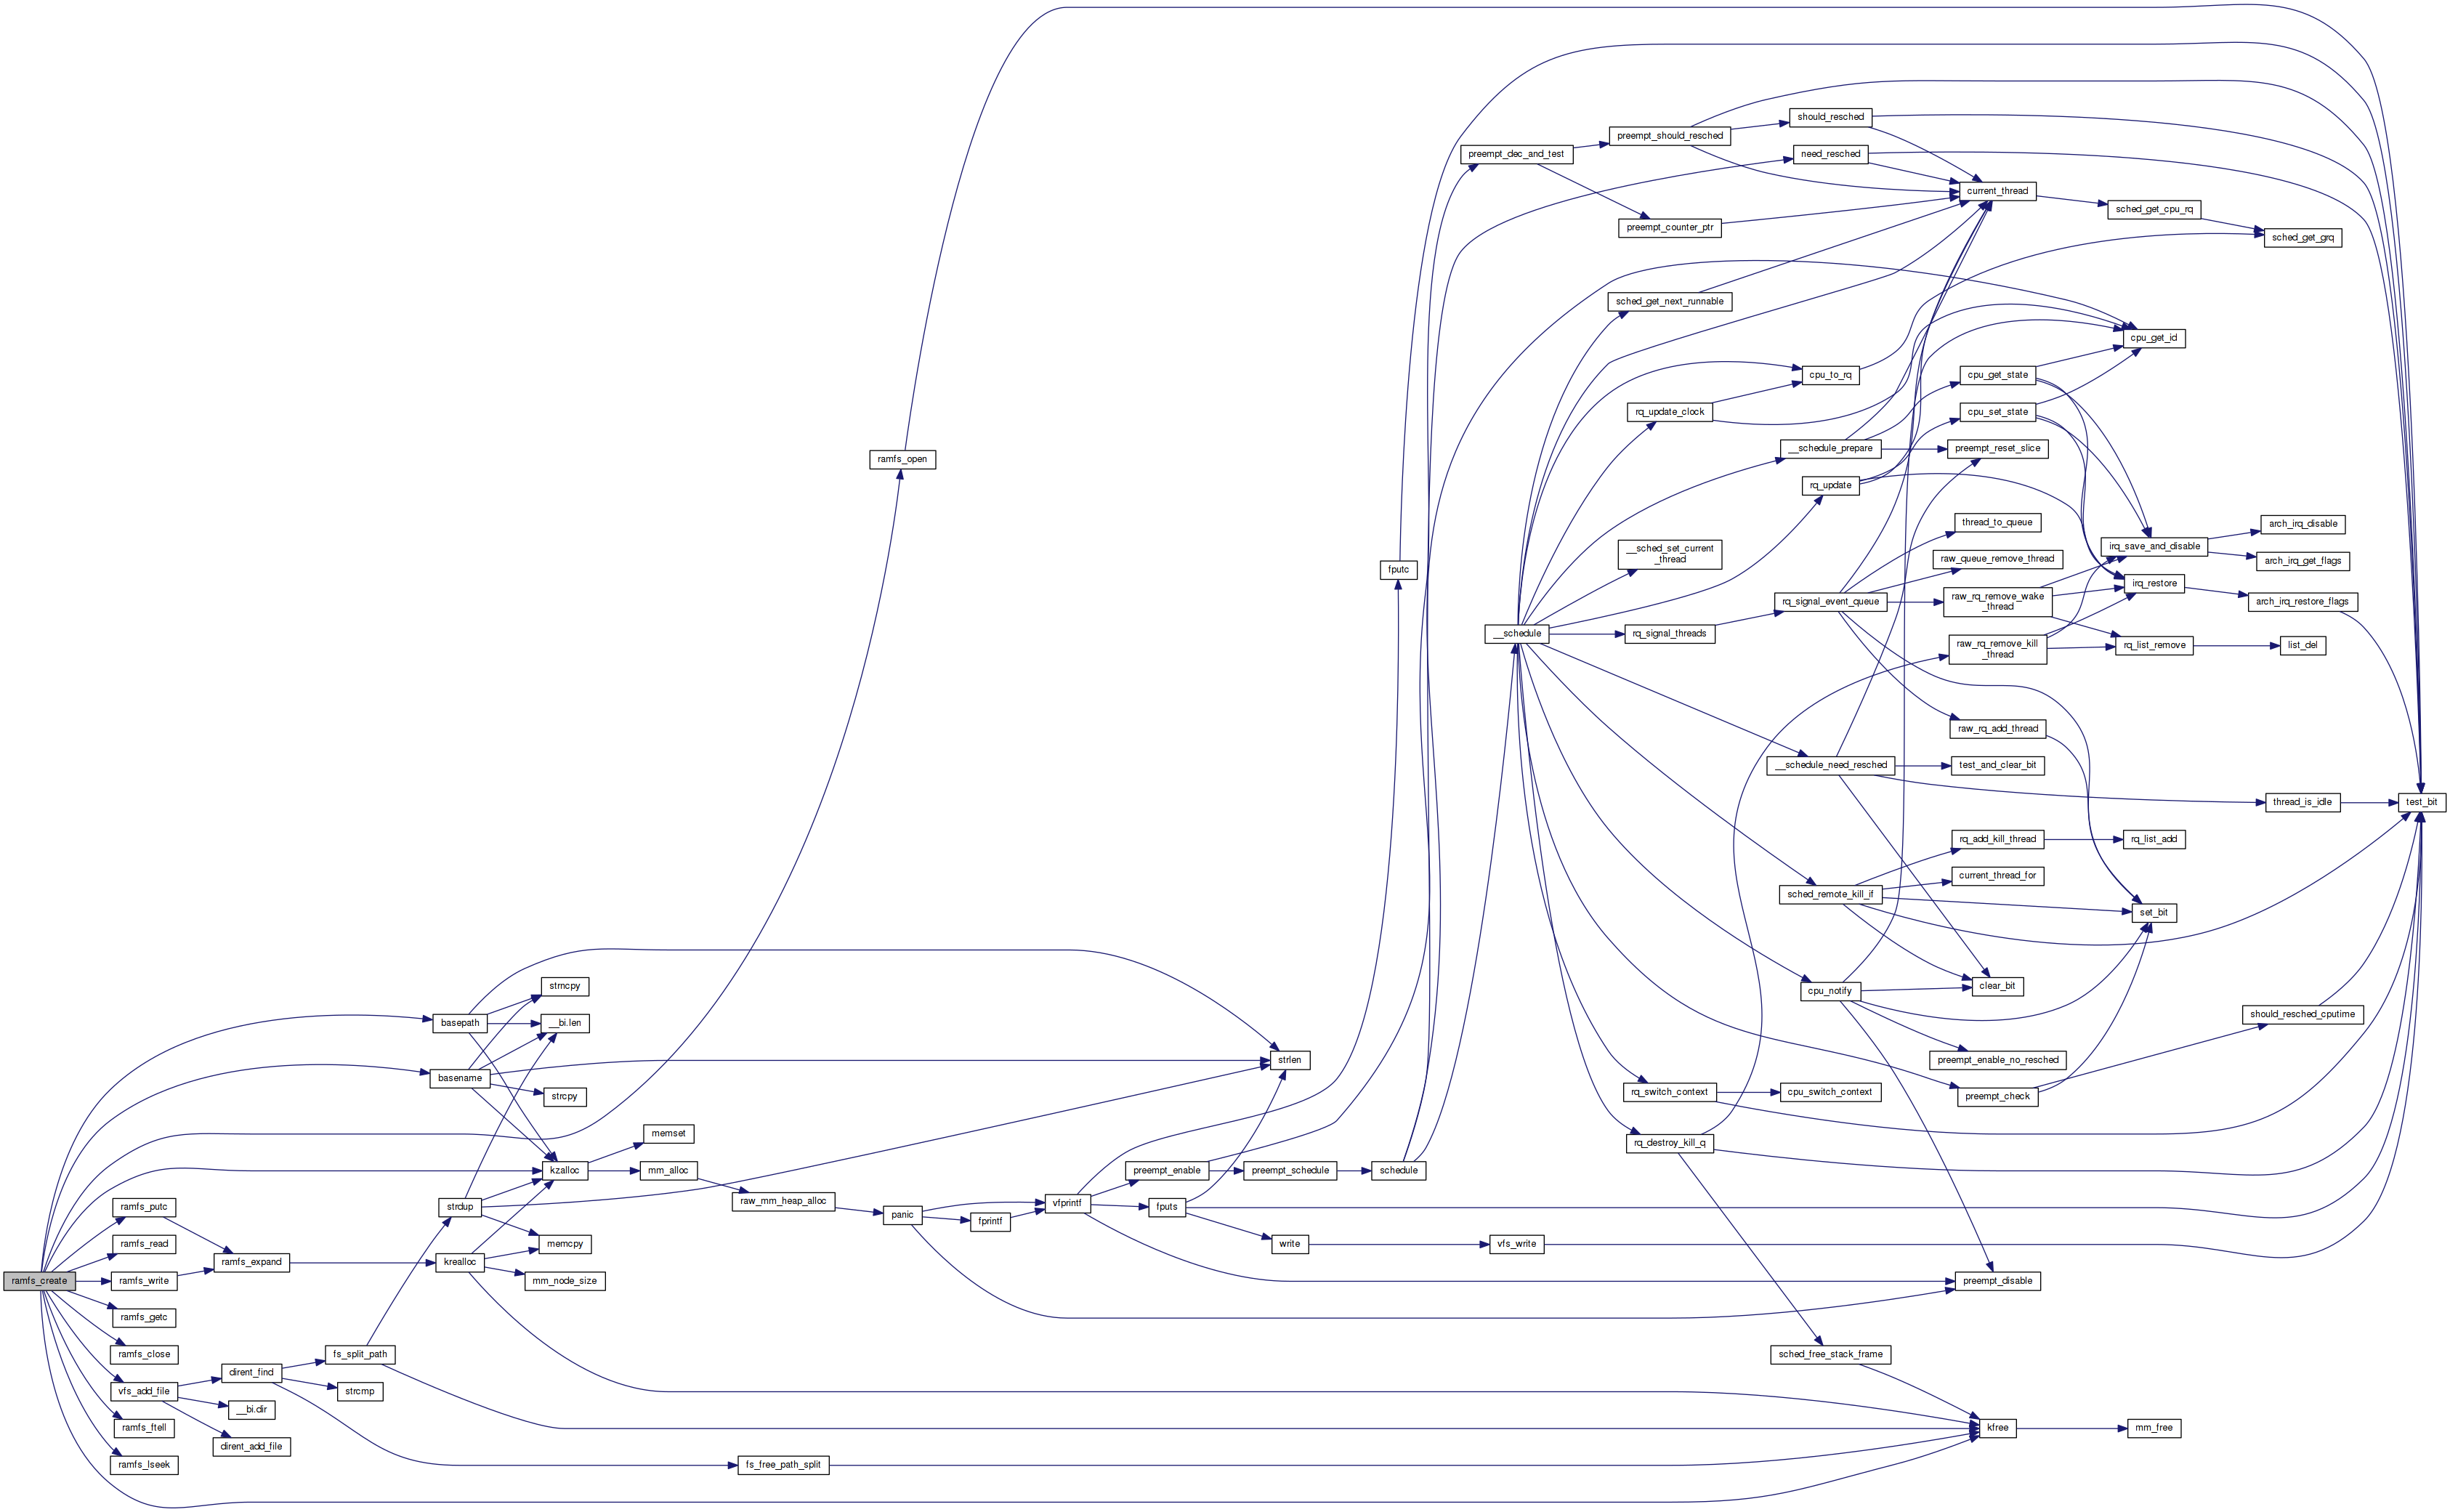 ramfs_create
basepath
basename
ramfs_putc
ramfs_read
ramfs_write
ramfs_getc
ramfs_close
vfs_add_file
ramfs_ftell
ramfs_lseek
ramfs_expand
dirent_find
__bi.dir
dirent_add_file
fs_split_path
strcmp
strdup
krealloc
strncpy
__bi.len
strcpy
kzalloc
memcpy
mm_node_size
memset
mm_alloc
raw_mm_heap_alloc
fs_free_path_split
ramfs_open
panic
fprintf
vfprintf
preempt_enable
fputs
strlen
preempt_schedule
write
fputc
schedule
vfs_write
preempt_dec_and_test
__schedule
preempt_should_resched
preempt_counter_ptr
sched_get_next_runnable
rq_update_clock
__sched_set_current
_thread
rq_signal_threads
rq_switch_context
rq_destroy_kill_q
should_resched
need_resched
cpu_to_rq
__schedule_prepare
rq_update
rq_signal_event_queue
__schedule_need_resched
sched_remote_kill_if
cpu_notify
cpu_switch_context
sched_free_stack_frame
current_thread
cpu_get_state
cpu_set_state
preempt_reset_slice
thread_to_queue
raw_queue_remove_thread
raw_rq_remove_wake
_thread
raw_rq_remove_kill
_thread
raw_rq_add_thread
test_and_clear_bit
rq_add_kill_thread
current_thread_for
clear_bit
preempt_enable_no_resched
preempt_check
preempt_disable
kfree
sched_get_cpu_rq
cpu_get_id
irq_save_and_disable
irq_restore
rq_list_remove
rq_list_add
set_bit
mm_free
sched_get_grq
arch_irq_disable
arch_irq_get_flags
arch_irq_restore_flags
list_del
thread_is_idle
should_resched_cputime
test_bit